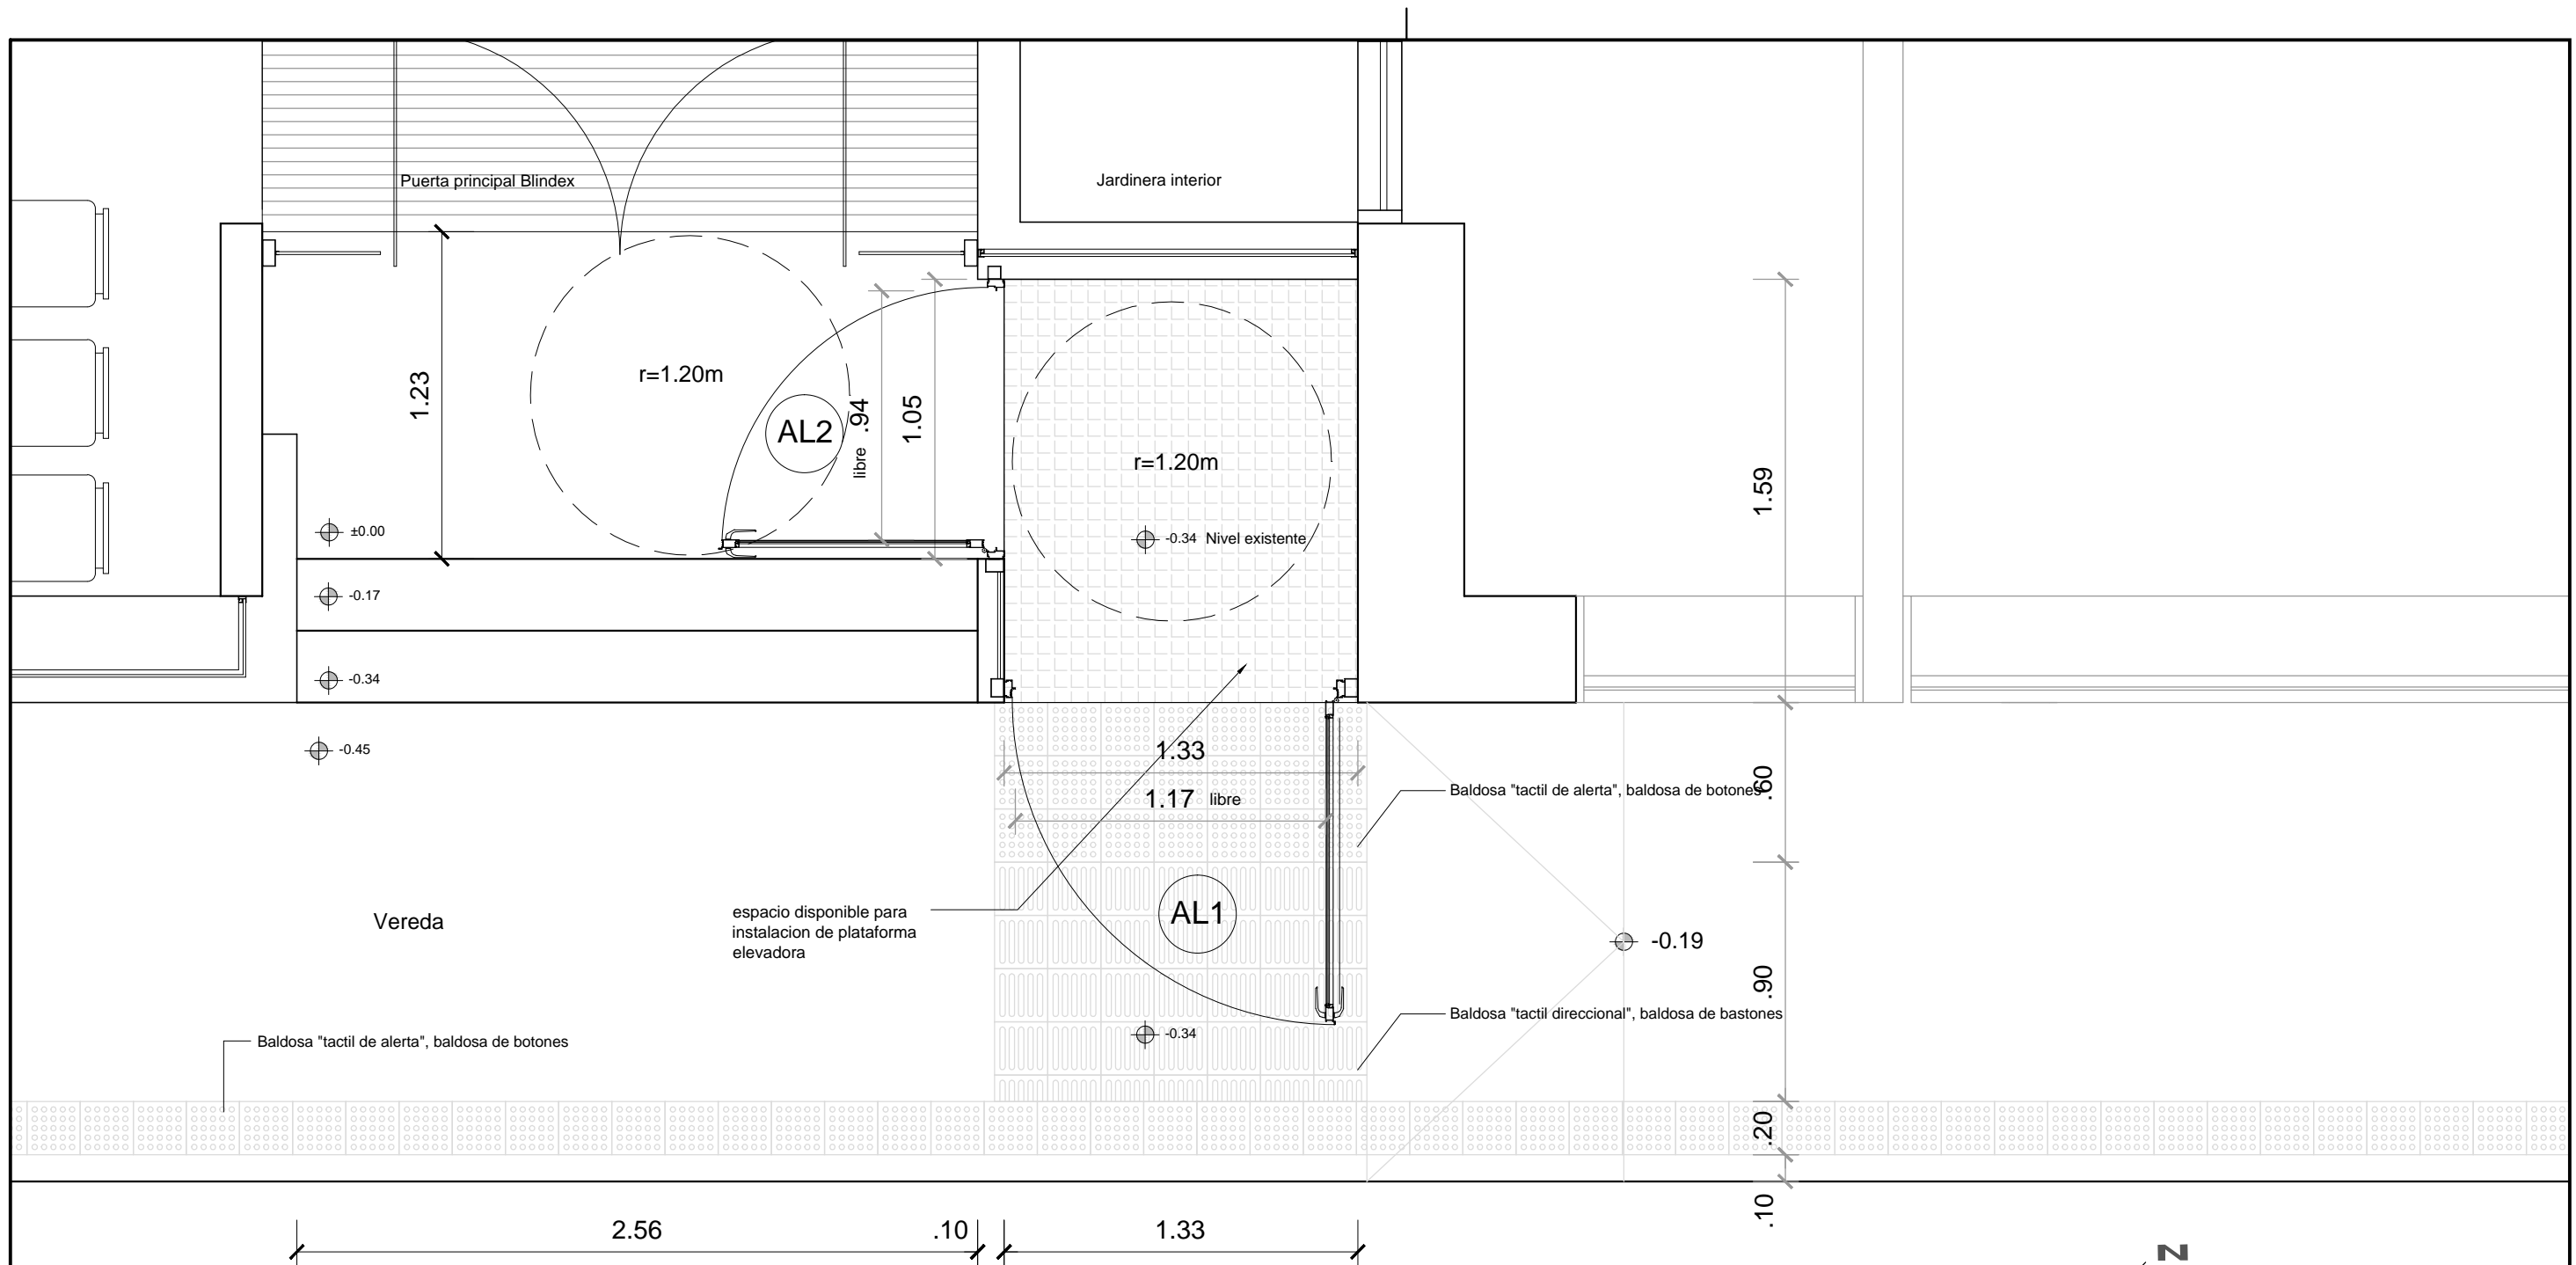 Puerta principal Blindex
Jardinera interior
1.23
r=1.20m
AL2
libre .94
1.05
r=1.20m
1.59
±0.00
-0.34 Nivel existente
-0.17
-0.34
-0.45
1.33
1.17 libre
Baldosa "tactil de alerta", baldosa de botones
.60
espacio disponible para
instalacion de plataforma
elevadora
AL1
Vereda
-0.19
.90
Baldosa "tactil direccional", baldosa de bastones
-0.34
Baldosa "tactil de alerta", baldosa de botones
.20
.10
2.56
.10
1.33
N